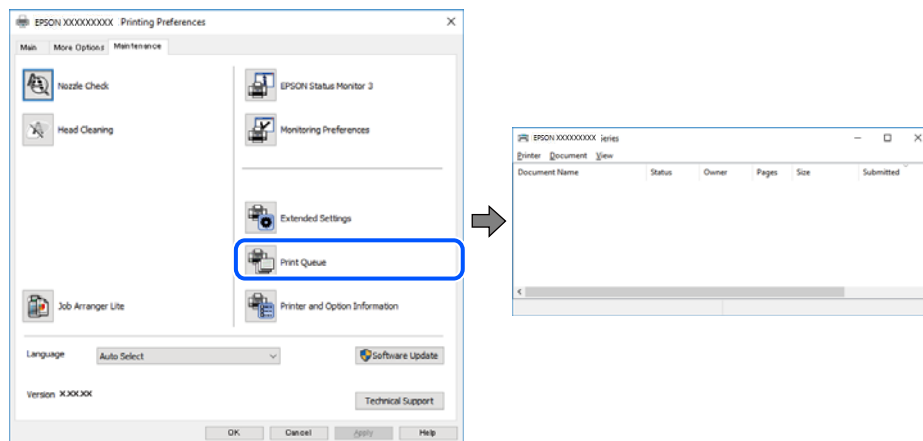 EPSON XXXXXXXXX Printing Preferences
Main More Options Maintenance
Nozzle Check
Head Cleaning
Job Arranger Lite
EPSON Status Monitor 3
Monitoring Preferences
Extended Settings
Print Queue
Printer and Option Information
Language Auto Select Software Update
Version X.XX.XX
Technical Support
OK Cancel Apply Help
EPSON XXXXXXXXX ieries
Printer Document View
Document Name Status Owner Pages Size Submitted